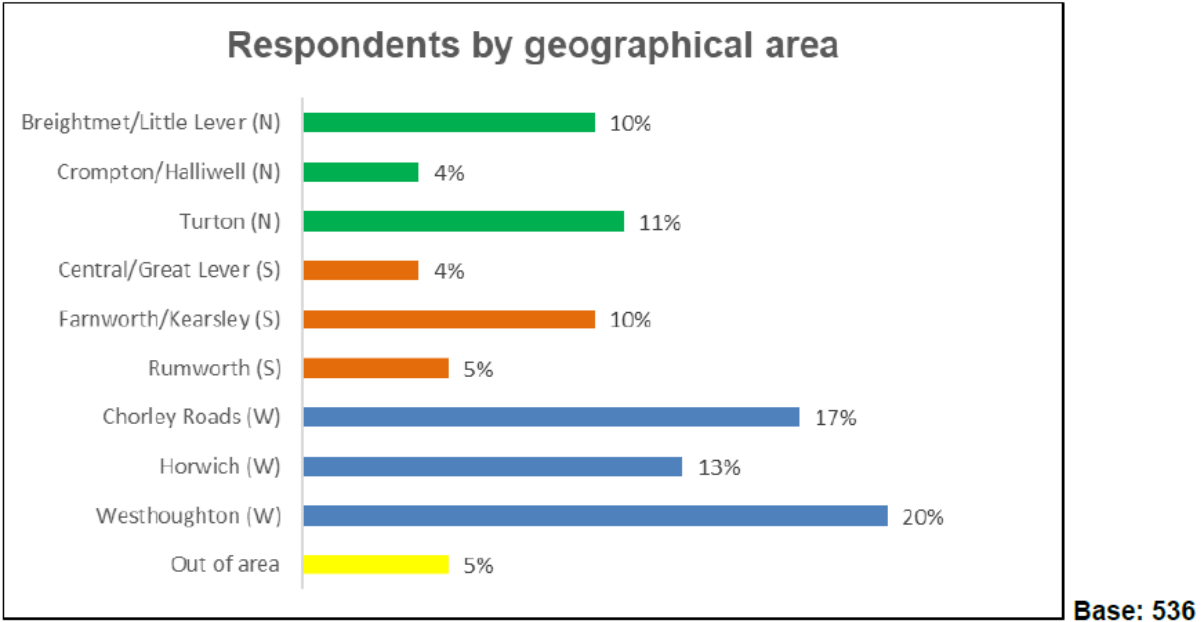 Respondents by geographical area
Breightmet/Little Lever (N) 10%
Crompton/Halliwell (N) 4%
Turton (N) 11%
Central/Great Lever (S) 4%
Farnworth/Kearsley (S) 10%
Rumworth (S) 5%
Chorley Roads (W) 17%
Horwich (W) 13%
Westhoughton (W) 20%
Out of area 5%
Base: 536